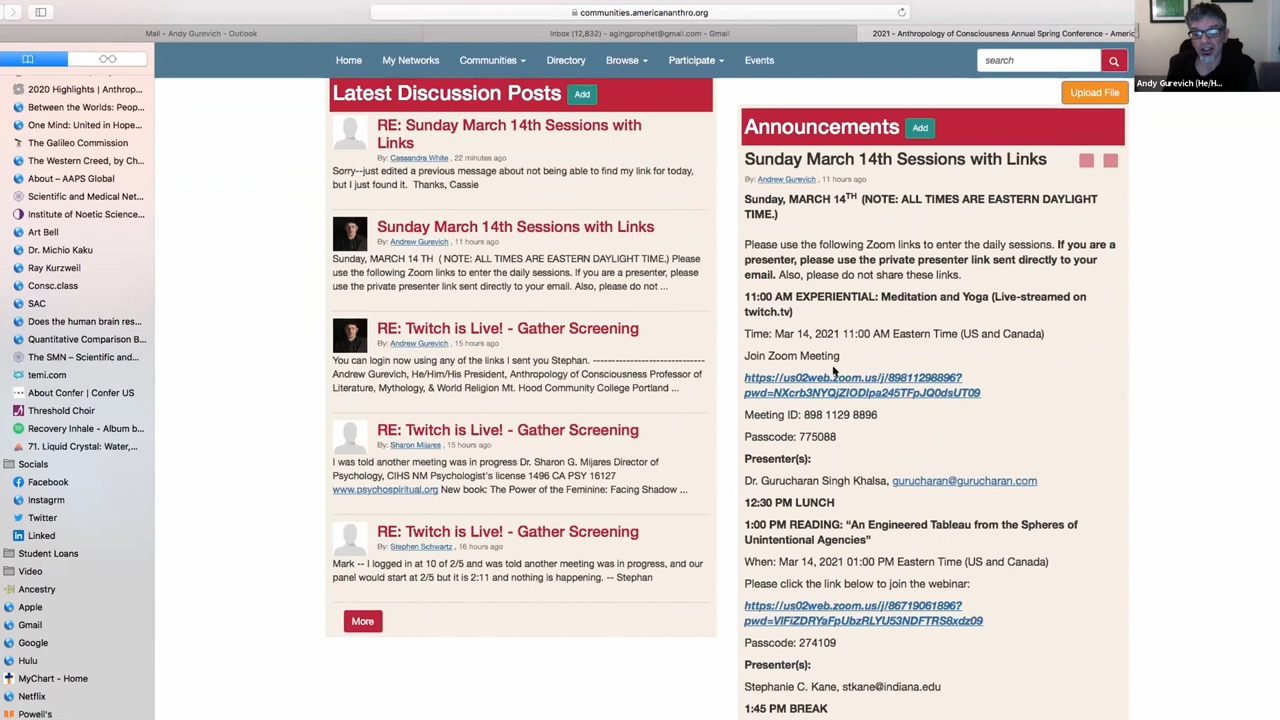 communities.americananthro.org
Mail - Andy Gurevich - Outlook
Inbox (12,832) - agingprophet@gmail.com - Gmail
2021 - Anthropology of Consciousness Annual Spring Conference - Americ
Andy Gurevich (He/H...
Home
My Networks
Communities
Directory
Browse
Participate
Events
search
Upload File
2020 Highlights | Anthrop...
Between the Worlds: Peop...
One Mind: United in Hope...
The Galileo Commission
The Western Creed, by Ch...
About – AAPS Global
Scientific and Medical Net...
Institute of Noetic Science...
Art Bell
Dr. Michio Kaku
Ray Kurzweil
Consc.class
SAC
Does the human brain res...
Quantitative Comparison B...
The SMN – Scientific and...
temi.com
About Confer | Confer US
Threshold Choir
Recovery Inhale - Album b...
71. Liquid Crystal: Water,...
Socials
Facebook
Instagrm
Twitter
Linked
Student Loans
Video
Ancestry
Apple
Gmail
Google
Hulu
MyChart - Home
Netflix
Powell's
Latest Discussion Posts Add
RE: Sunday March 14th Sessions with
Links
By: Cassandra White , 22 minutes ago
Sorry--just edited a previous message about not being able to find my link for today,
but I just found it. Thanks, Cassie
Sunday March 14th Sessions with Links
By: Andrew Gurevich , 11 hours ago
Sunday, MARCH 14 TH ( NOTE: ALL TIMES ARE EASTERN DAYLIGHT TIME.) Please
use the following Zoom links to enter the daily sessions. If you are a presenter, please
use the private presenter link sent directly to your email. Also, please do not ...
RE: Twitch is Live! - Gather Screening
By: Andrew Gurevich , 15 hours ago
You can login now using any of the links I sent you Stephan. ------------------------------
Andrew Gurevich, He/Him/His President, Anthropology of Consciousness Professor of
Literature, Mythology, & World Religion Mt. Hood Community College Portland ...
RE: Twitch is Live! - Gather Screening
By: Sharon Mijares , 15 hours ago
I was told another meeting was in progress Dr. Sharon G. Mijares Director of
Psychology, CIHS NM Psychologist's license 1496 CA PSY 16127
www.psychospiritual.org New book: The Power of the Feminine: Facing Shadow ...
RE: Twitch is Live! - Gather Screening
By: Stephen Schwartz , 16 hours ago
Mark -- I logged in at 10 of 2/5 and was told another meeting was in progress, and our
panel would start at 2/5 but it is 2:11 and nothing is happening. -- Stephan
More
Announcements Add
Sunday March 14th Sessions with Links
By: Andrew Gurevich , 11 hours ago
Sunday, MARCH 14TH (NOTE: ALL TIMES ARE EASTERN DAYLIGHT
TIME.)
Please use the following Zoom links to enter the daily sessions. If you are a
presenter, please use the private presenter link sent directly to your
email. Also, please do not share these links.
11:00 AM EXPERIENTIAL: Meditation and Yoga (Live-streamed on
twitch.tv)
Time: Mar 14, 2021 11:00 AM Eastern Time (US and Canada)
Join Zoom Meeting
https://us02web.zoom.us/j/89811298896?
pwd=NXcrb3NYQjZIODlpa245TFpJQ0dsUT09
Meeting ID: 898 1129 8896
Passcode: 775088
Presenter(s):
Dr. Gurucharan Singh Khalsa, gurucharan@gurucharan.com
12:30 PM LUNCH
1:00 PM READING: “An Engineered Tableau from the Spheres of
Unintentional Agencies”
When: Mar 14, 2021 01:00 PM Eastern Time (US and Canada)
Please click the link below to join the webinar:
https://us02web.zoom.us/j/86719061896?
pwd=VlFiZDRYaFpUbzRLYU53NDFTRS8xdz09
Passcode: 274109
Presenter(s):
Stephanie C. Kane, stkane@indiana.edu
1:45 PM BREAK